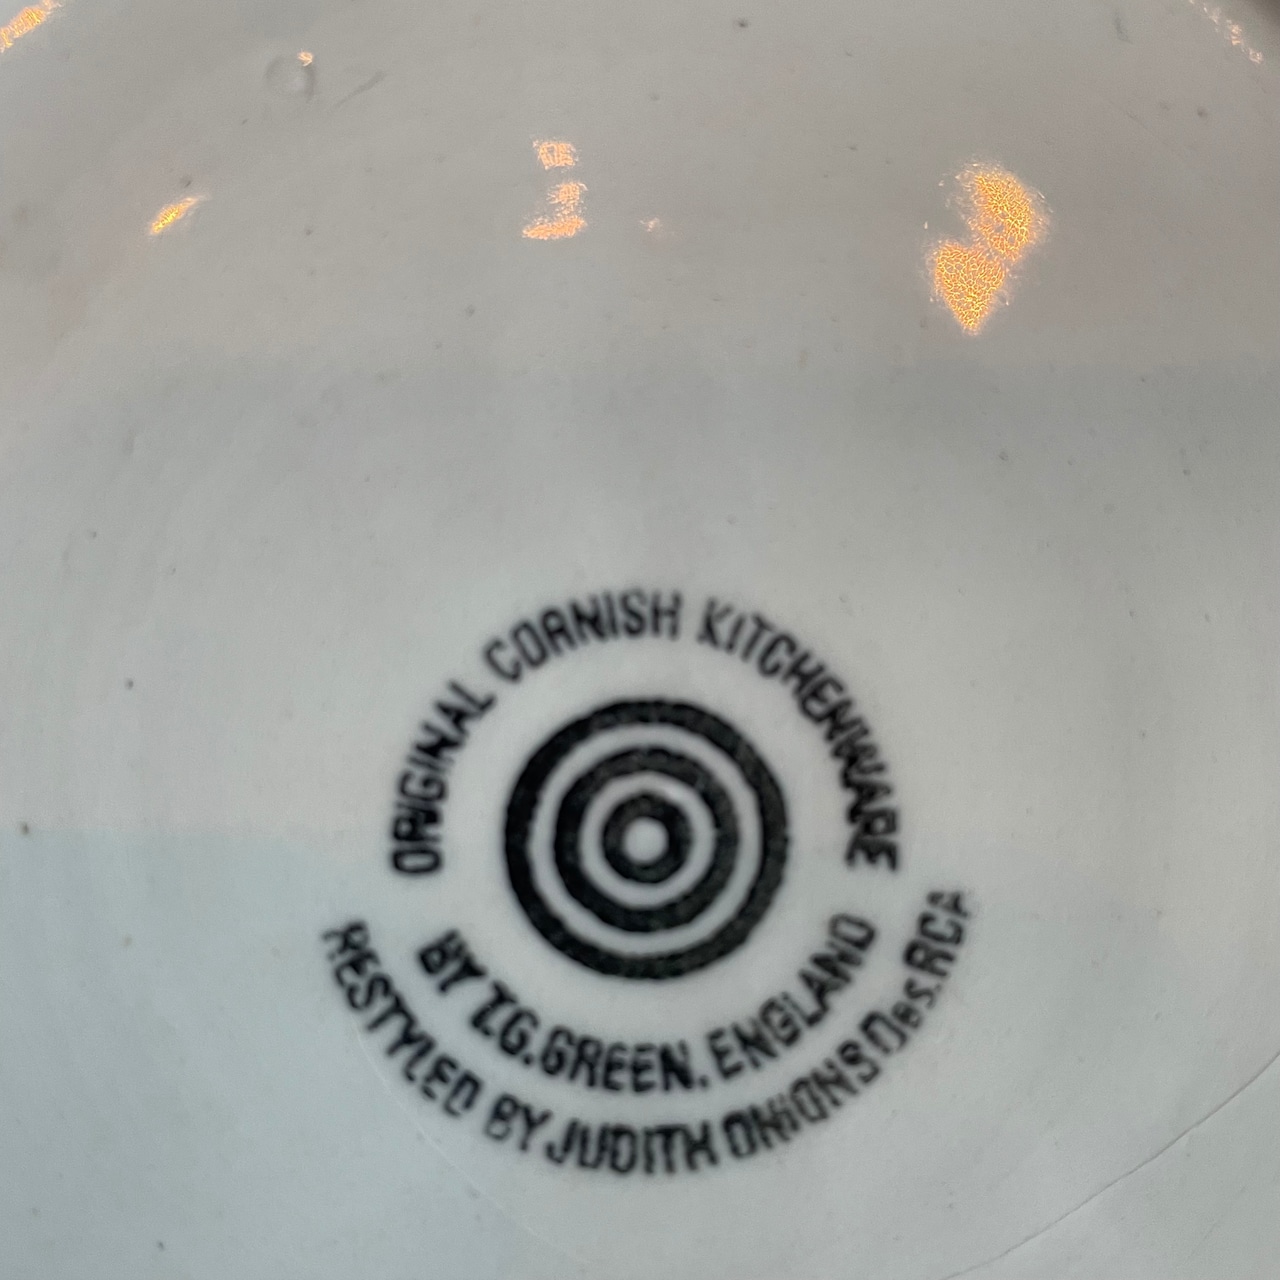 ORIGINAL CORNISH KITCHENWARE
BY T.G.GREEN. ENGLAND
RESTYLED BY JUDITH ONIONS Des.RCA